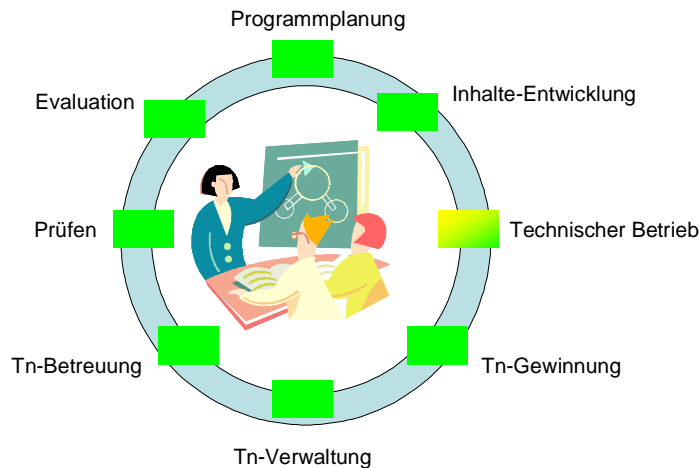 Programmplanung
Evaluation
Inhalte-Entwicklung
Prüfen
Technischer Betrieb
Tn-Betreuung
Tn-Gewinnung
Tn-Verwaltung